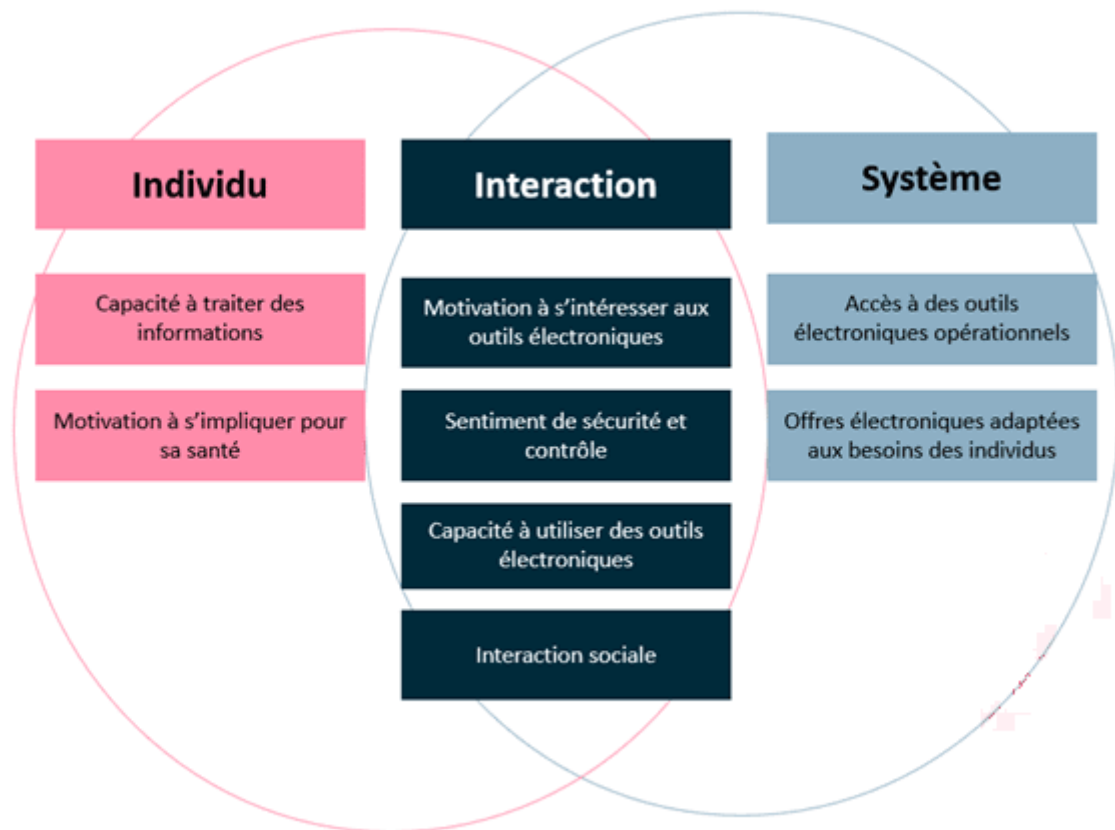 Individu
Capacité à traiter des
informations
Motivation à s'impliquer pour
sa santé
Interaction
Motivation à s'intéresser aux
outils électroniques
Sentiment de sécurité et
contrôle
Capacité à utiliser des outils
électroniques
Interaction sociale
Système
Accès à des outils
électroniques opérationnels
Offres électroniques adaptées
aux besoins des individus